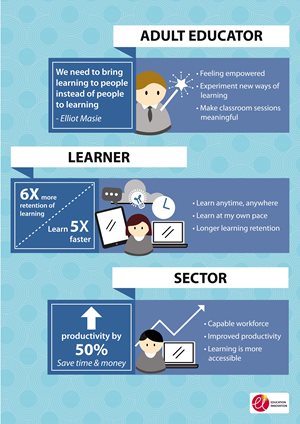 ADULT EDUCATOR
We need to bring
learning to people
instead of people
to learning
- Elliot Masie
• Feeling empowered
• Experiment new ways of
learning
• Make classroom sessions
meaningful
LEARNER
6X more
retention of
learning
Learn 5X
faster
• Learn anytime, anywhere
• Learn at my own pace
• Longer learning retention
SECTOR
productivity by
50%
Save time & money
• Capable workforce
• Improved productivity
• Learning is more
accessible
EDUCATION
INNOVATION